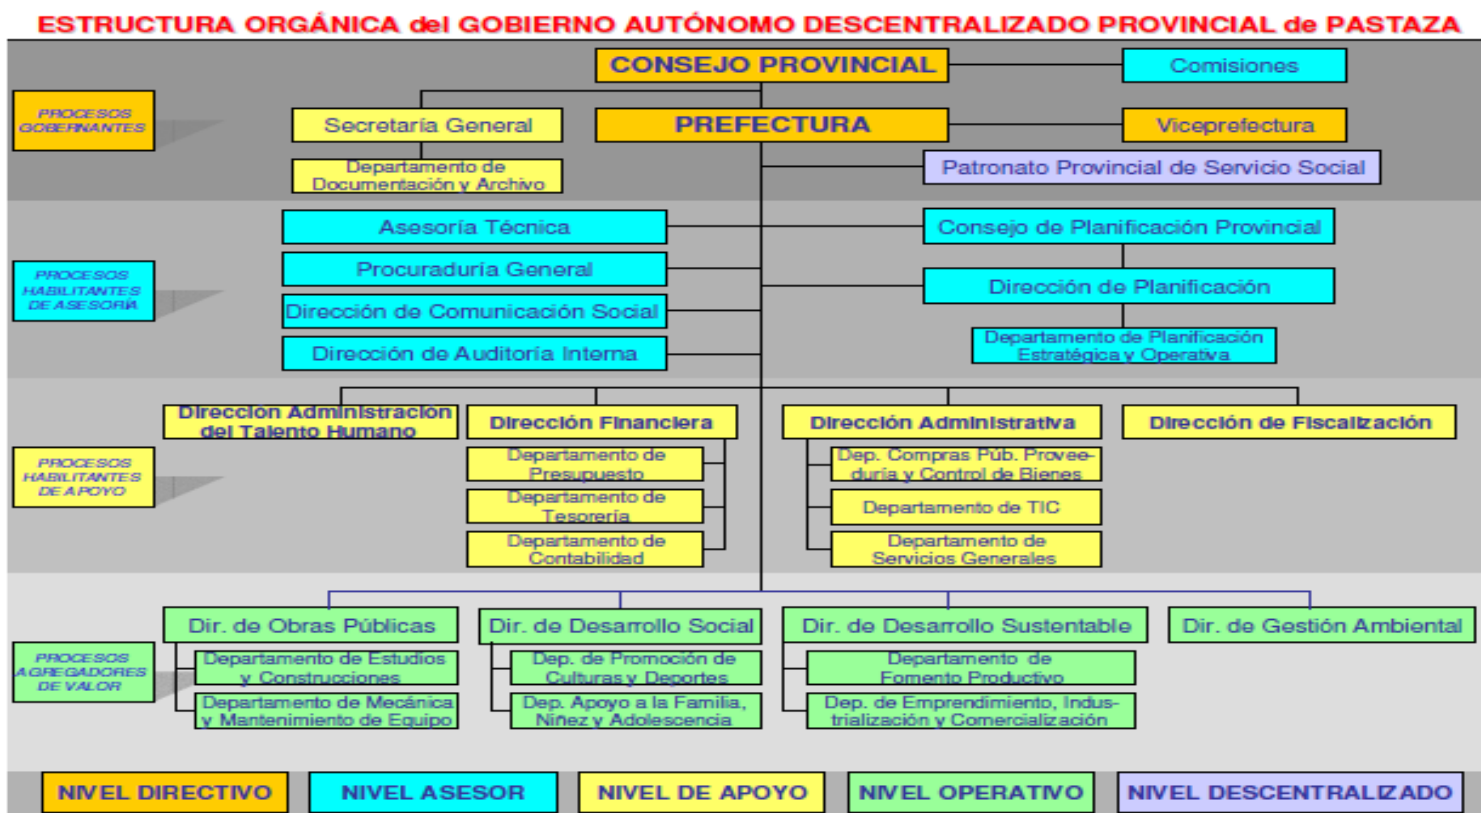 ESTRUCTURA ORGÁNICA del GOBIERNO AUTÓNOMO DESCENTRALIZADO PROVINCIAL de PASTAZA
CONSEJO PROVINCIAL
Comisiones
PROCESOS
GOBERNANTES
Secretaría General
PREFECTURA
Viceprefectura
Departamento de
Documentación y Archivo
Patronato Provincial de Servicio Social
PROCESOS
HABILITANTES
DE ASESORÍA
Asesoría Técnica
Consejo de Planificación Provincial
Procuraduría General
Dirección de Planificación
Dirección de Comunicación Social
Dirección de Auditoría Interna
Departamento de Planificación
Estratégica y Operativa
PROCESOS
HABILITANTES
DE APOYO
Dirección Administración
del Talento Humano
Dirección Financiera
Departamento de
Presupuesto
Departamento de
Tesorería
Departamento de
Contabilidad
Dirección Administrativa
Dep. Compras Púb. Provee-
duría y Control de Bienes
Departamento de TIC
Departamento de
Servicios Generales
Dirección de Fiscalización
PROCESOS
AGREGADORES
DE VALOR
Dir. de Obras Públicas
Departamento de Estudios
y Construcciones
Departamento de Mecánica
y Mantenimiento de Equipo
Dir. de Desarrollo Social
Dep. de Promoción de
Culturas y Deportes
Dep. Apoyo a la Familia,
Niñez y Adolescencia
Dir. de Desarrollo Sustentable
Departamento de
Fomento Productivo
Dep. de Emprendimiento, Indus-
trialización y Comercialización
Dir. de Gestión Ambiental
NIVEL DIRECTIVO
NIVEL ASESOR
NIVEL DE APOYO
NIVEL OPERATIVO
NIVEL DESCENTRALIZADO